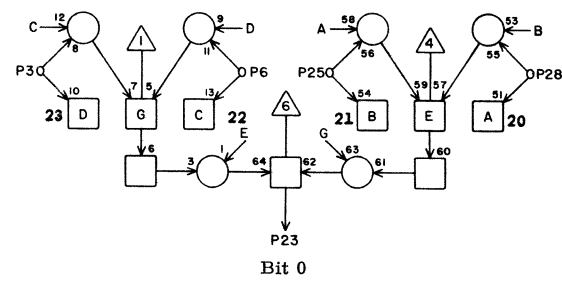 C 12 9 D A 58 53 B
8 1 11 56 4 55
P3 P6 P25 P28
10 7 5 13 54 59 57 51
23 D G C 22 21 B E A 20
6 6 60
E G
3 1 64 62 63 61
P23
Bit 0